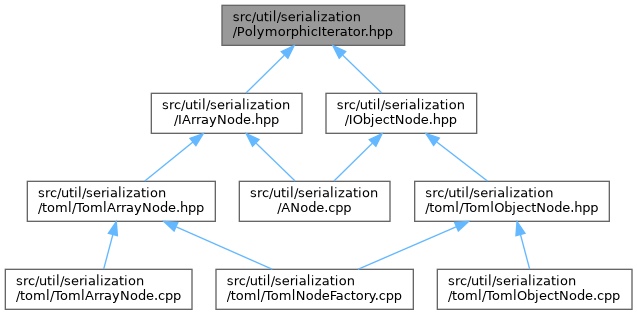 src/util/serialization
/PolymorphicIterator.hpp
src/util/serialization
/IArrayNode.hpp
src/util/serialization
/IObjectNode.hpp
src/util/serialization
/toml/TomlArrayNode.hpp
src/util/serialization
/ANode.cpp
src/util/serialization
/toml/TomlObjectNode.hpp
src/util/serialization
/toml/TomlArrayNode.cpp
src/util/serialization
/toml/TomlNodeFactory.cpp
src/util/serialization
/toml/TomlObjectNode.cpp